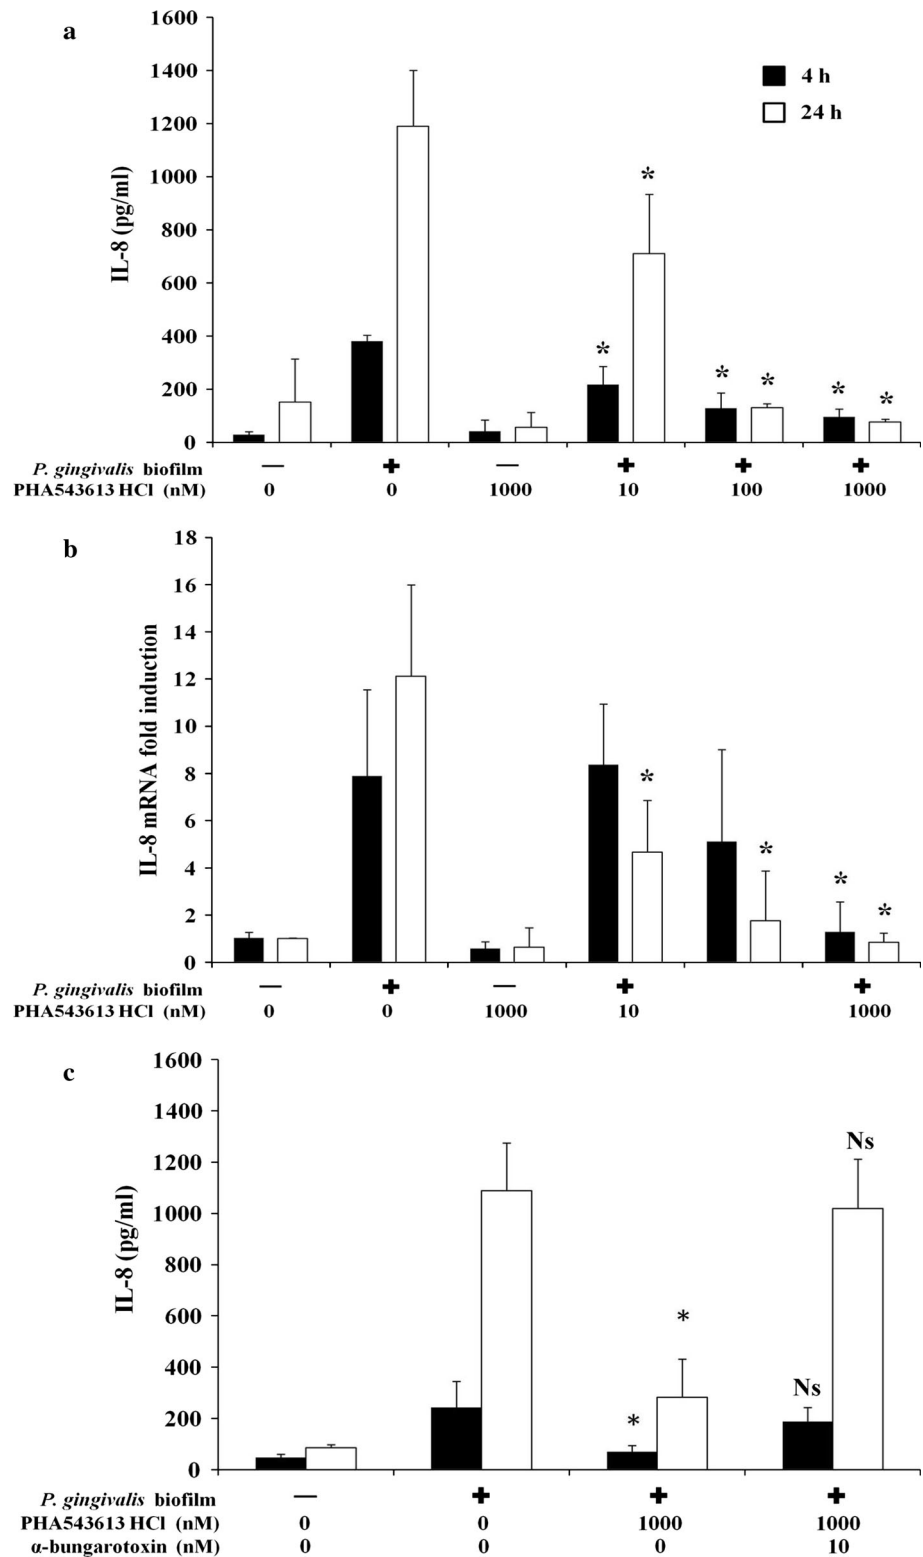 a
1600
1400
1200
1000
800
600
400
200
0
IL-8 (pg/ml)
4 h
24 h
*
*
*
*
*
*
P. gingivalis biofilm — + — + + +
PHA543613 HCl (nM) 0 0 1000 10 100 1000
b
18
16
14
12
10
8
6
4
2
0
IL-8 mRNA fold induction
*
*
*
*
P. gingivalis biofilm — + — + +
PHA543613 HCl (nM) 0 0 1000 10 1000
c
1600
1400
1200
1000
800
600
400
200
0
IL-8 (pg/ml)
*
*
Ns
Ns
P. gingivalis biofilm — + + +
PHA543613 HCl (nM) 0 0 1000 1000
α-bungarotoxin (nM) 0 0 0 10